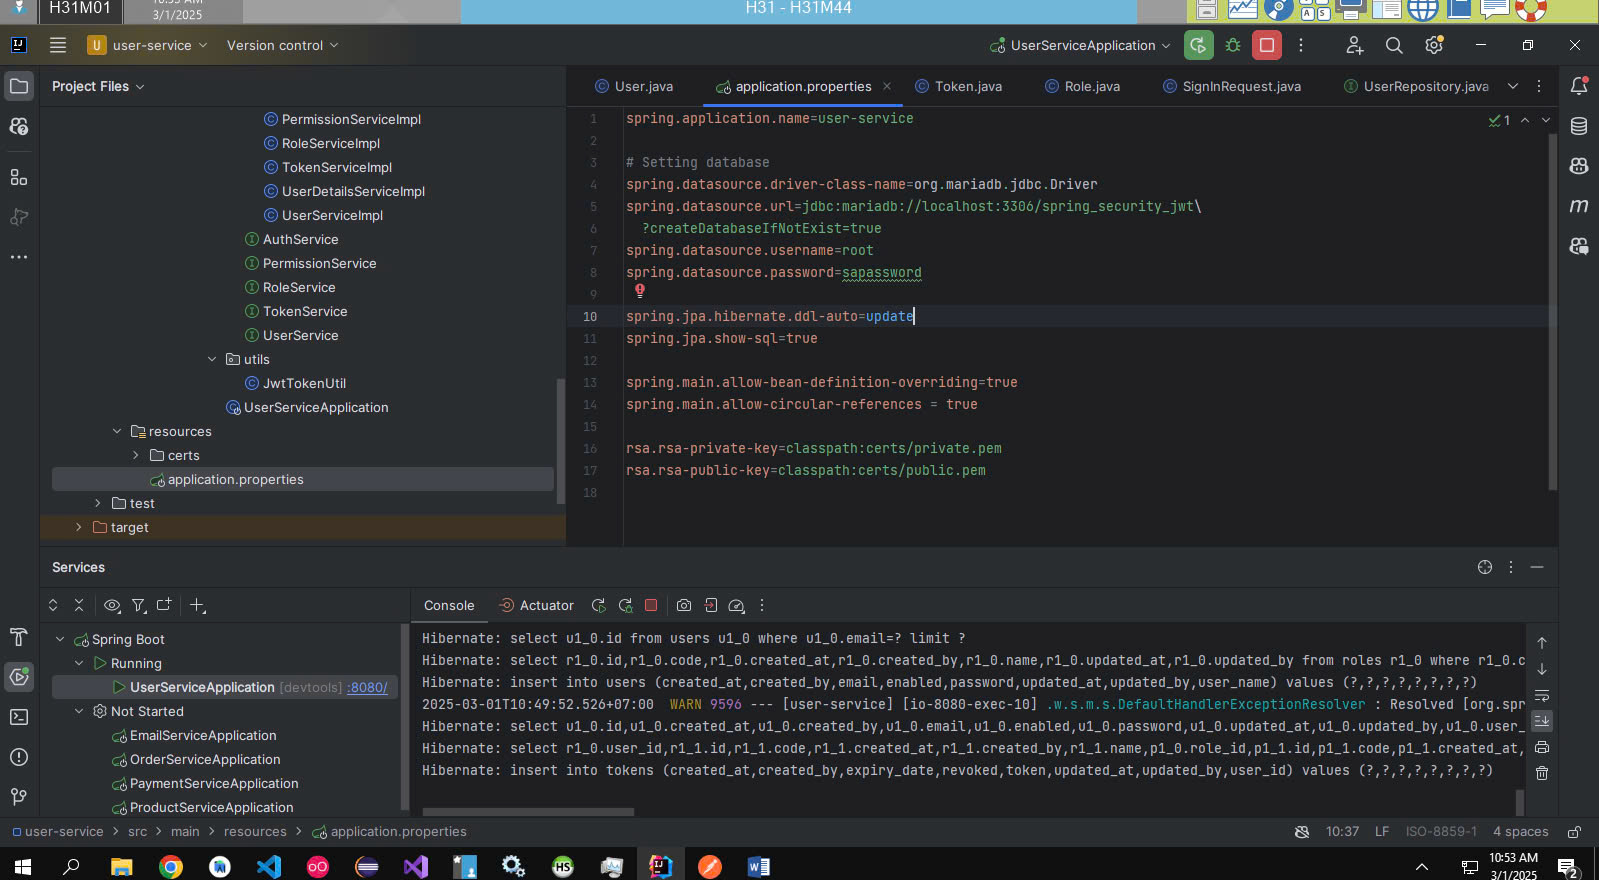 H31M01
10:53 AM
3/1/2025
H31 - H31M44
U user-service
Version control
UserServiceApplication
Project Files
User.java
application.properties
Token.java
Role.java
SignInRequest.java
UserRepository.java
PermissionServiceImpl
RoleServiceImpl
TokenServiceImpl
UserDetailsServiceImpl
UserServiceImpl
AuthService
PermissionService
RoleService
TokenService
UserService
utils
JwtTokenUtil
UserServiceApplication
resources
certs
application.properties
test
target
1 spring.application.name=user-service
2
3 # Setting database
4 spring.datasource.driver-class-name=org.mariadb.jdbc.Driver
5 spring.datasource.url=jdbc:mariadb://localhost:3306/spring_security_jwt\
6 ?createDatabaseIfNotExist=true
7 spring.datasource.username=root
8 spring.datasource.password=sapassword
9
10 spring.jpa.hibernate.ddl-auto=update
11 spring.jpa.show-sql=true
12
13 spring.main.allow-bean-definition-overriding=true
14 spring.main.allow-circular-references = true
15
16 rsa.rsa-private-key=classpath:certs/private.pem
17 rsa.rsa-public-key=classpath:certs/public.pem
18
1
Services
Console
Actuator
Spring Boot
Running
UserServiceApplication [devtools] :8080/
Not Started
EmailServiceApplication
OrderServiceApplication
PaymentServiceApplication
ProductServiceApplication
Hibernate: select u1_0.id from users u1_0 where u1_0.email=? limit ?
Hibernate: select r1_0.id,r1_0.code,r1_0.created_at,r1_0.created_by,r1_0.name,r1_0.updated_at,r1_0.updated_by from roles r1_0 where r1_0.c
Hibernate: insert into users (created_at,created_by,email,enabled,password,updated_at,updated_by,user_name) values (?,?,?,?,?,?,?,?)
2025-03-01T10:49:52.526+07:00 WARN 9596 --- [user-service] [io-8080-exec-10] .w.s.m.s.DefaultHandlerExceptionResolver : Resolved [org.spr
Hibernate: select u1_0.id,u1_0.created_at,u1_0.created_by,u1_0.email,u1_0.enabled,u1_0.password,u1_0.updated_at,u1_0.updated_by,u1_0.user_
Hibernate: select r1_0.user_id,r1_1.id,r1_1.code,r1_1.created_at,r1_1.created_by,r1_1.name,p1_0.role_id,p1_1.id,p1_1.code,p1_1.created_at,
Hibernate: insert into tokens (created_at,created_by,expiry_date,revoked,token,updated_at,updated_by,user_id) values (?,?,?,?,?,?,?,?)
user-service > src > main > resources > application.properties
10:37 LF ISO-8859-1 4 spaces
10:53 AM
3/1/2025
2